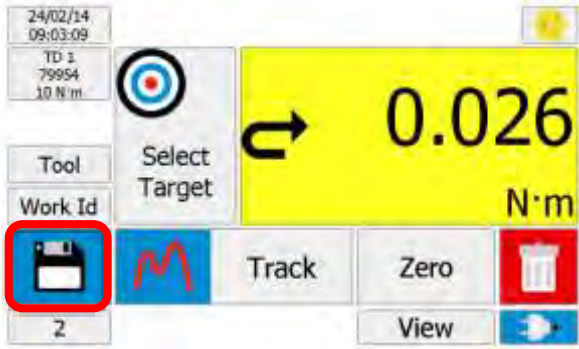 24/02/14
09:03:09
TD 1
79954
10 N·m
Select
Target
0.026
N·m
Tool
Work Id
Track
Zero
2
View